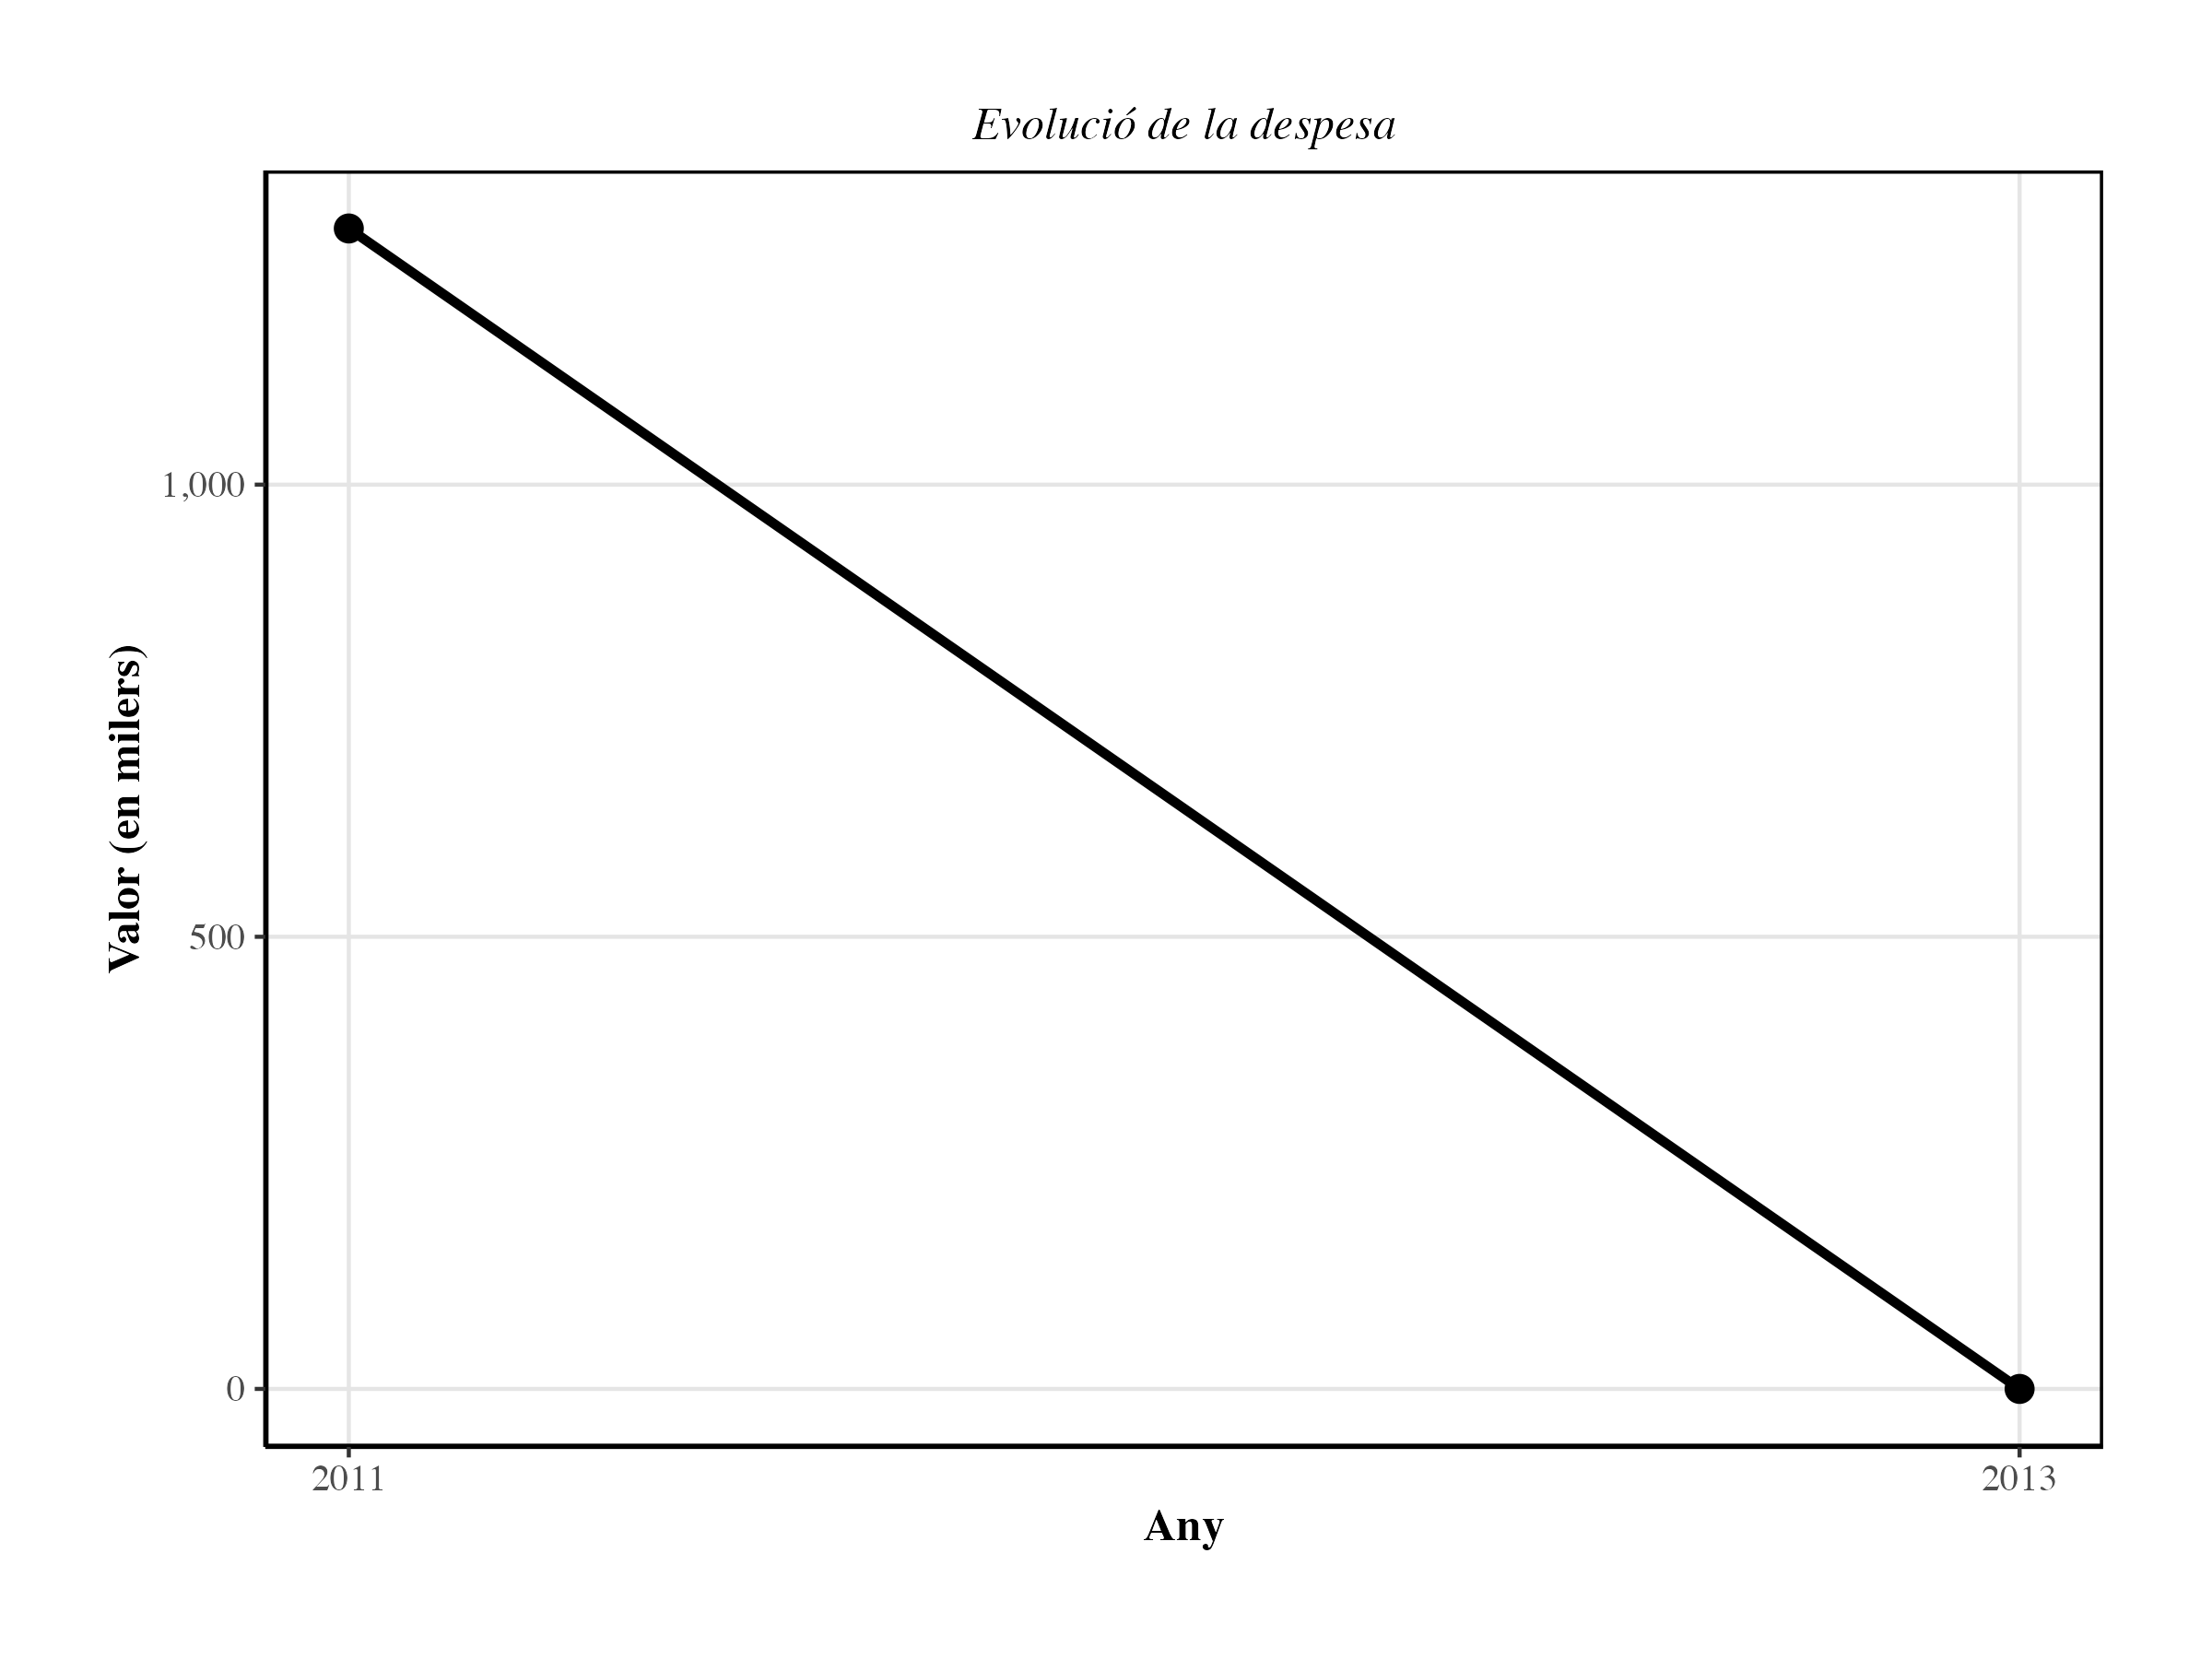 Evolució de la despesa
Valor (en milers)
1,000
500
0
2011
2013
Any